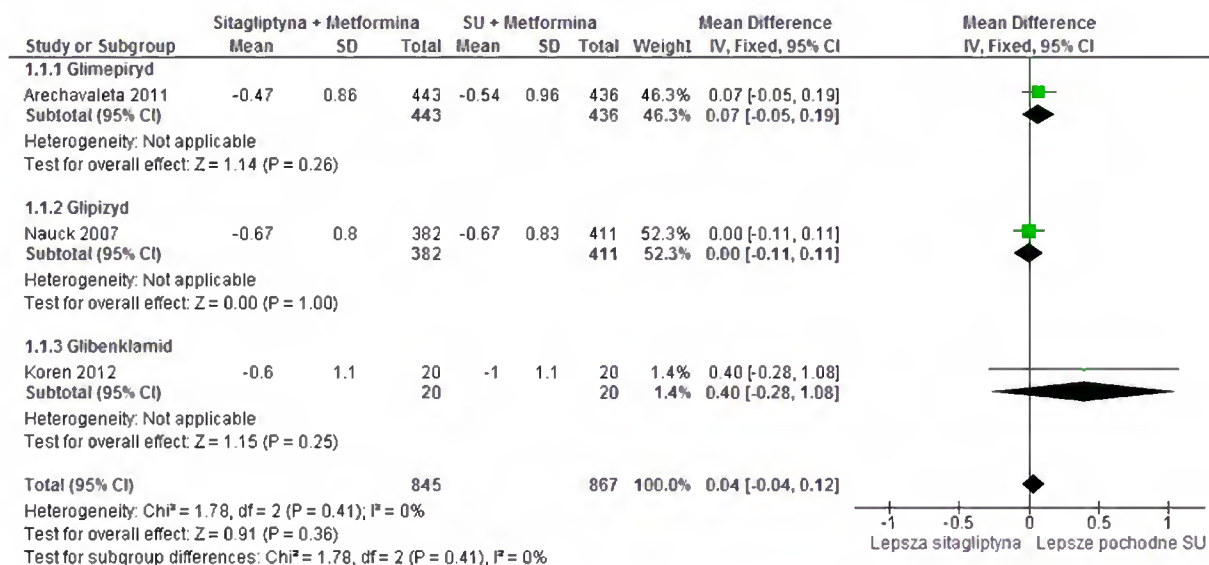 Sitagliptyna + Metformina SU + Metformina Mean Difference Mean Difference
Study or Subgroup Mean SD Total Mean SD Total Weight IV, Fixed, 95% CI IV, Fixed, 95% CI
1.1.1 Glimepiryd
Arechavaleta 2011 -0.47 0.86 443 -0.54 0.96 436 46.3% 0.07 [-0.05, 0.19]
Subtotal (95% CI) 443 436 46.3% 0.07 [-0.05, 0.19]
Heterogeneity: Not applicable
Test for overall effect: Z = 1.14 (P = 0.26)
1.1.2 Glipizyd
Nauck 2007 -0.67 0.8 382 -0.67 0.83 411 52.3% 0.00 [-0.11, 0.11]
Subtotal (95% CI) 382 411 52.3% 0.00 [-0.11, 0.11]
Heterogeneity: Not applicable
Test for overall effect: Z = 0.00 (P = 1.00)
1.1.3 Glibenklamid
Koren 2012 -0.6 1.1 20 -1 1.1 20 1.4% 0.40 [-0.28, 1.08]
Subtotal (95% CI) 20 20 1.4% 0.40 [-0.28, 1.08]
Heterogeneity: Not applicable
Test for overall effect: Z = 1.15 (P = 0.25)
Total (95% CI) 845 867 100.0% 0.04 [-0.04, 0.12]
Heterogeneity: Chi² = 1.78, df = 2 (P = 0.41); I² = 0%
Test for overall effect: Z = 0.91 (P = 0.36)
Test for subgroup differences: Chi² = 1.78, df = 2 (P = 0.41), I² = 0%
-1 -0.5 0 0.5 1
Lepsza sitagliptyna Lepsze pochodne SU